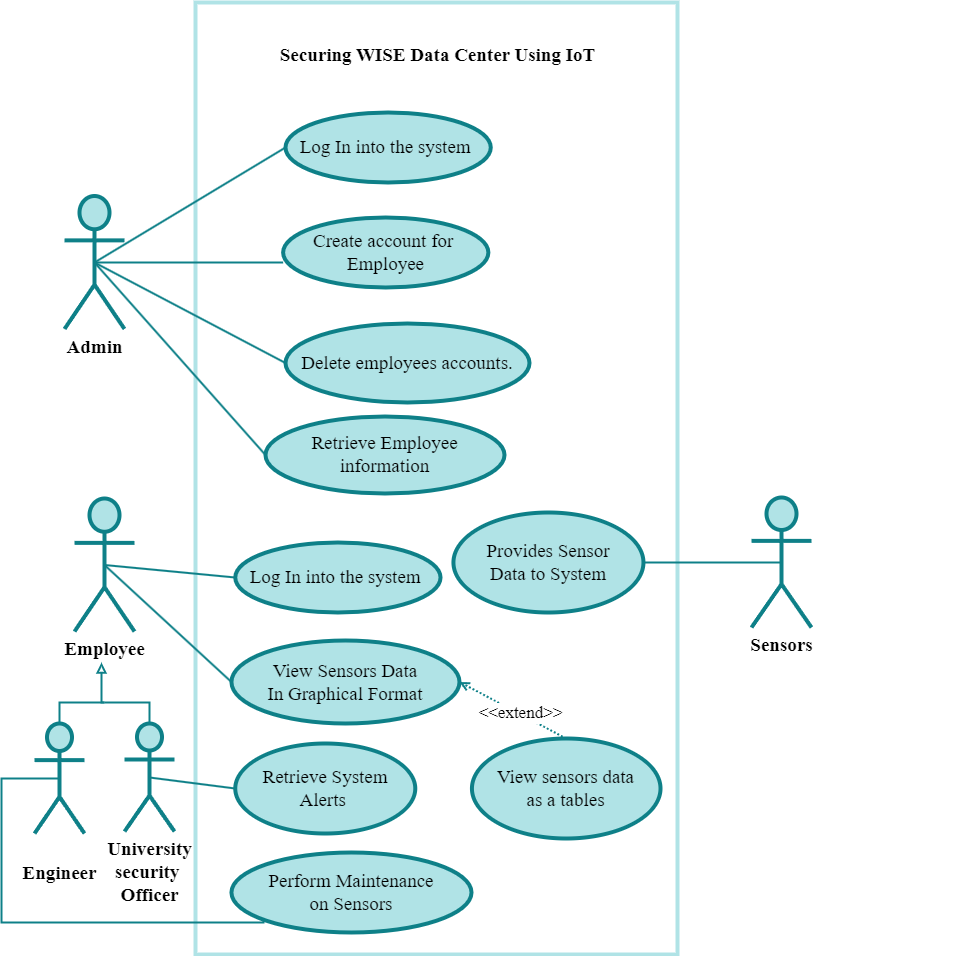 Securing WISE Data Center Using IoT
Log In into the system
Create account for
Employee
Admin
Delete employees accounts.
Retrieve Employee
information
Provides Sensor
Data to System
Log In into the system
Employee
Sensors
View Sensors Data
In Graphical Format
<<extend>>
Retrieve System
Alerts
View sensors data
as a tables
Engineer
University
security
Officer
Perform Maintenance
on Sensors